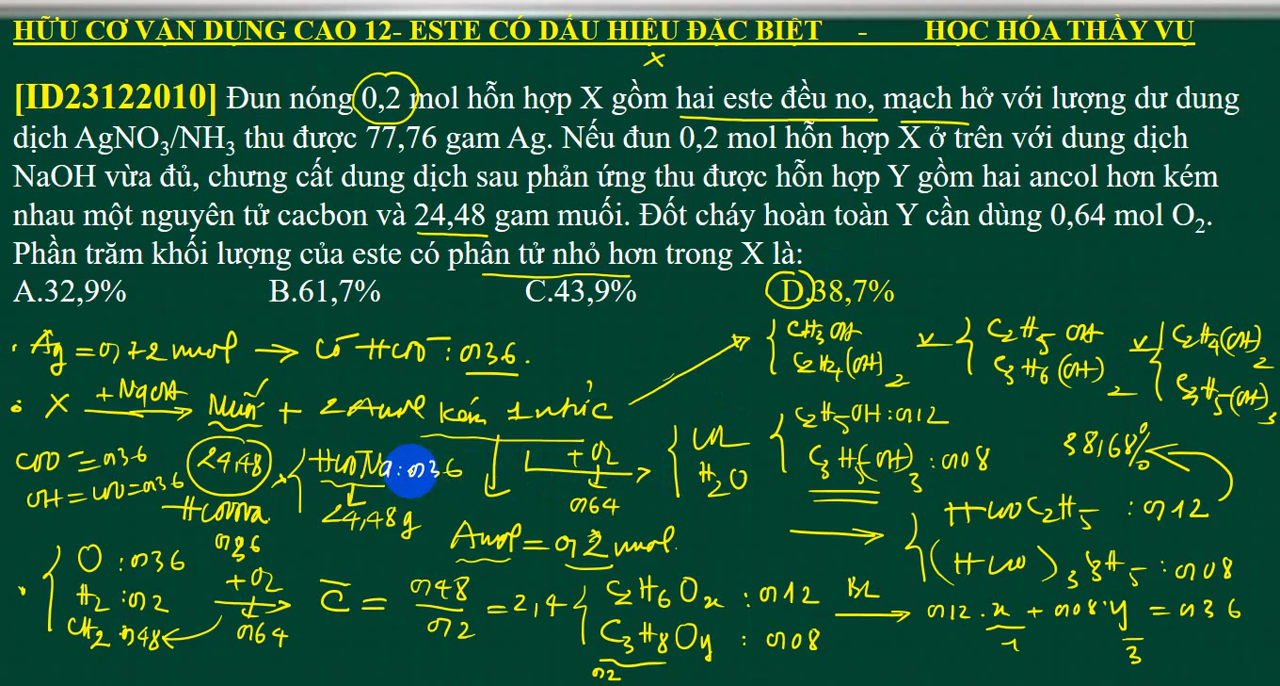 HỮU CƠ VẬN DỤNG CAO 12- ESTE CÓ DẤU HIỆU ĐẶC BIỆT - HỌC HÓA THẦY VỤ
x
[ID23122010] Đun nóng 0,2 mol hỗn hợp X gồm hai este đều no, mạch hở với lượng dư dung
dịch AgNO3/NH3 thu được 77,76 gam Ag. Nếu đun 0,2 mol hỗn hợp X ở trên với dung dịch
NaOH vừa đủ, chưng cất dung dịch sau phản ứng thu được hỗn hợp Y gồm hai ancol hơn kém
nhau một nguyên tử cacbon và 24,48 gam muối. Đốt cháy hoàn toàn Y cần dùng 0,64 mol O2.
Phần trăm khối lượng của este có phân tử nhỏ hơn trong X là:
A.32,9% B.61,7% C.43,9% D.38,7%
. Ag = 0,72 mol → Có HCOO- : 0,36.
{ CH3OH C2H4(OH)2 v { C2H5OH C3H6(OH)2 v { C2H4(OH)2 C3H5(OH)3
X +NaOH → Muối + 2 Ancol kém 1 nhóm
COO- = 0,36
OH = COO = 0,36
24,48
HCOONa
0,36
{ HCOONa : 0,36
24,48g
+O2
0,64
{ CO2 H2O
{ C2H5OH : 0,12
C3H5(OH)3 : 0,08
38,68%
Ancol = 0,2 mol.
{ HCOOC2H5 : 0,12
(HCOO)3C3H5 : 0,08
. { O : 0,36
H2 : 0,2
CH2 : 0,48
+O2 →
0,64
C = 0,48/0,2 = 2,4
{ C2H6Ox : 0,12
C3H8Oy : 0,08
0,2
BL → 0,12.x + 0,08.y = 0,36
1 3